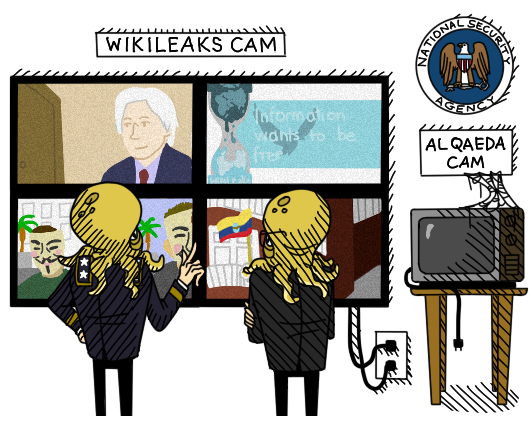 WIKILEAKS CAM
NATIONAL SECURITY
AGENCY
Information
wants to be
free
AL QAEDA
CAM